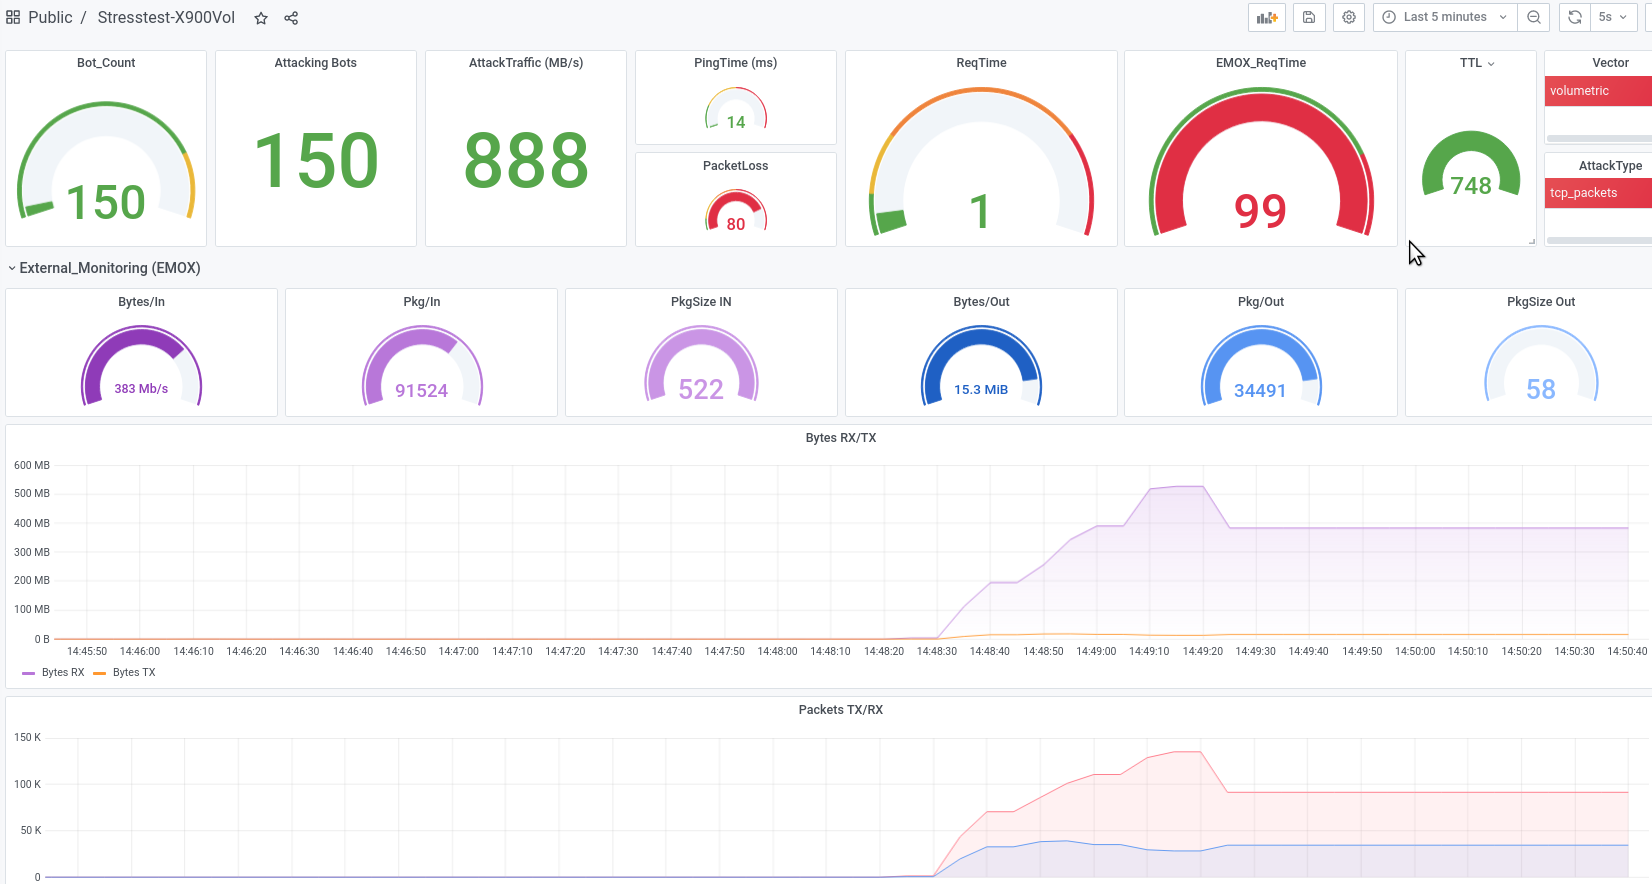 Public / Stresstest-X900Vol
Last 5 minutes
5s
Bot_Count
150
Attacking Bots
150
AttackTraffic (MB/s)
888
PingTime (ms)
14
PacketLoss
80
ReqTime
1
EMOX_ReqTime
99
TTL
748
Vector
volumetric
AttackType
tcp_packets
External_Monitoring (EMOX)
Bytes/In
383 Mb/s
Pkg/In
91524
PkgSize IN
522
Bytes/Out
15.3 MiB
Pkg/Out
34491
PkgSize Out
58
Bytes RX/TX
600 MB
500 MB
400 MB
300 MB
200 MB
100 MB
0 B
14:45:50 14:46:00 14:46:10 14:46:20 14:46:30 14:46:40 14:46:50 14:47:00 14:47:10 14:47:20 14:47:30 14:47:40 14:47:50 14:48:00 14:48:10 14:48:20 14:48:30 14:48:40 14:48:50 14:49:00 14:49:10 14:49:20 14:49:30 14:49:40 14:49:50 14:50:00 14:50:10 14:50:20 14:50:30 14:50:40
Bytes RX Bytes TX
Packets TX/RX
150 K
100 K
50 K
0